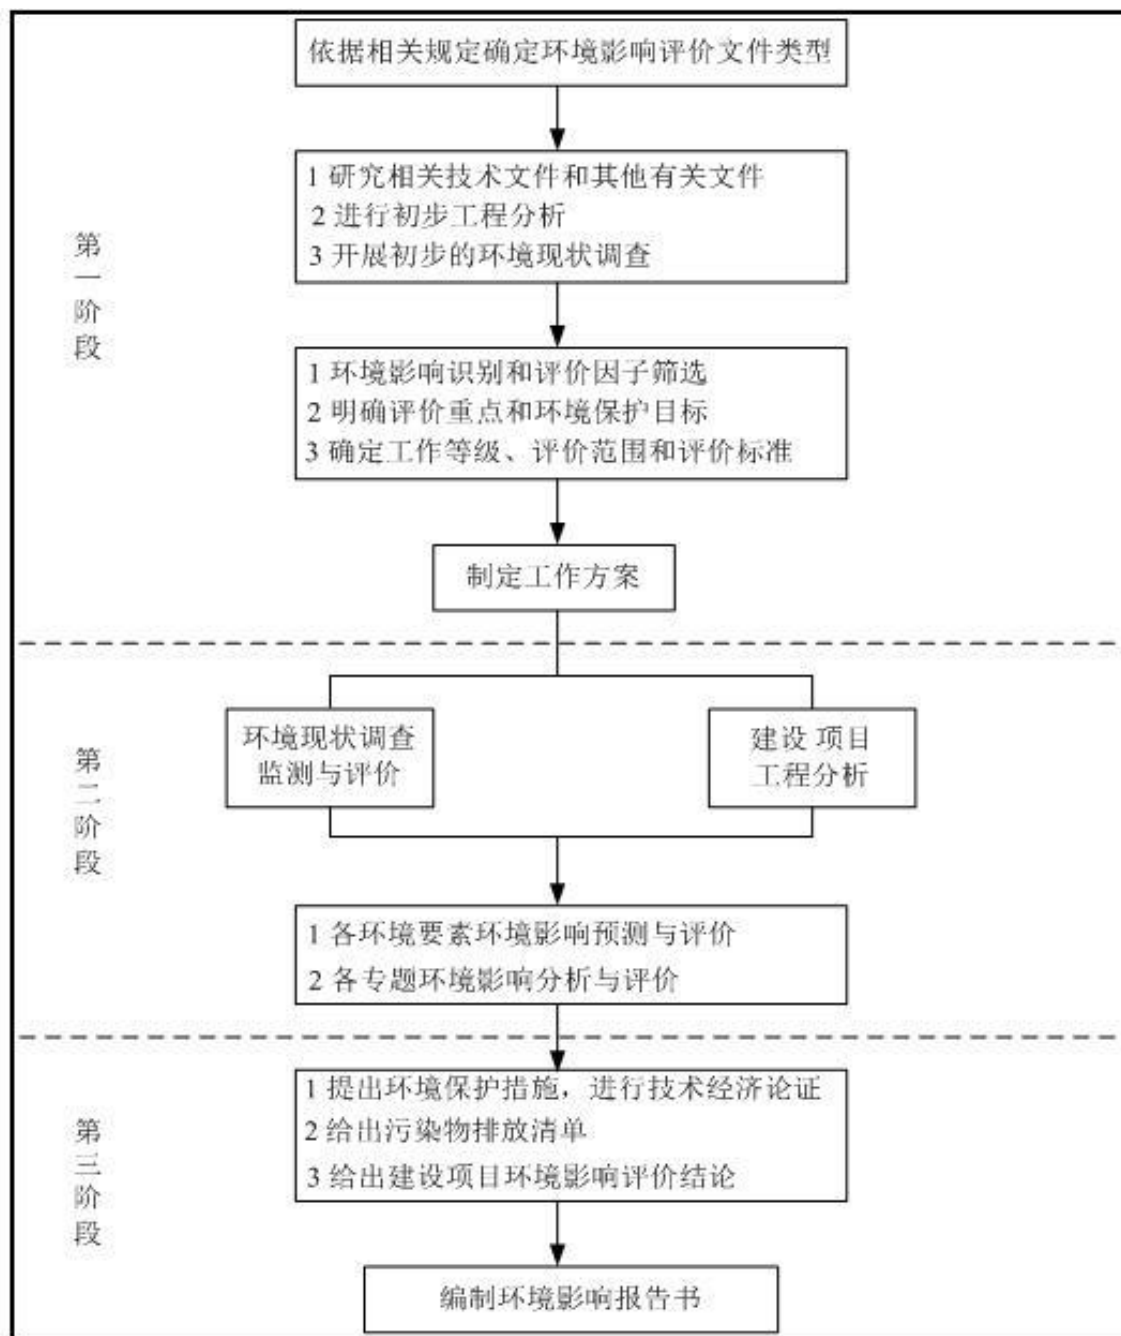 依据相关规定确定环境影响评价文件类型
1 研究相关技术文件和其他有关文件
2 进行初步工程分析
3 开展初步的环境现状调查
第一阶段
1 环境影响识别和评价因子筛选
2 明确评价重点和环境保护目标
3 确定工作等级、评价范围和评价标准
制定工作方案
环境现状调查
监测与评价
建设 项目
工程分析
第二阶段
1 各环境要素环境影响预测与评价
2 各专题环境影响分析与评价
1 提出环境保护措施，进行技术经济论证
2 给出污染物排放清单
3 给出建设项目环境影响评价结论
第三阶段
编制环境影响报告书